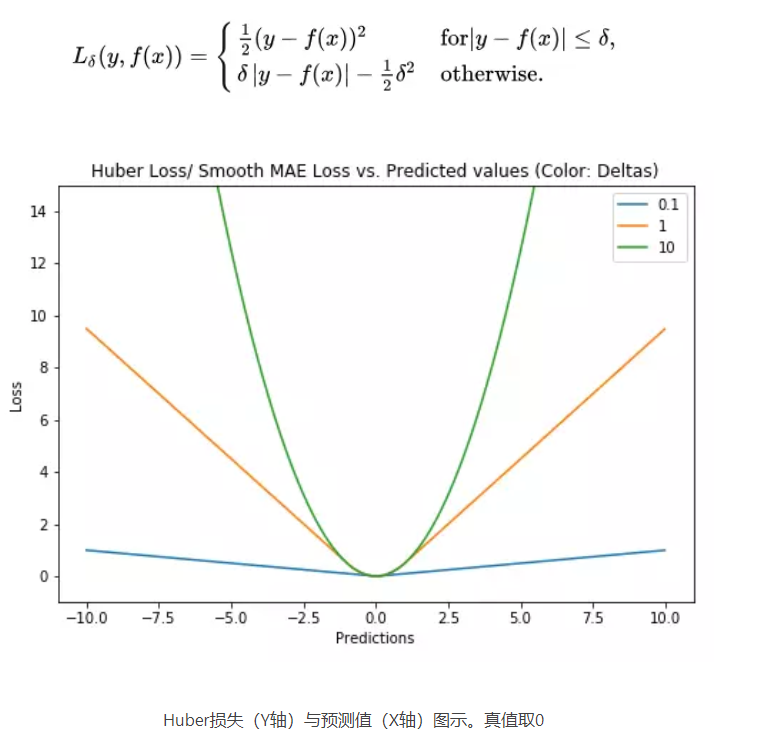 L_δ(y, f(x)) = { ½(y − f(x))² for|y − f(x)| ≤ δ,
δ |y − f(x)| − ½δ² otherwise.
Huber Loss/ Smooth MAE Loss vs. Predicted values (Color: Deltas)
0.1
1
10
14
12
10
8
6
4
2
0
Loss
−10.0 −7.5 −5.0 −2.5 0.0 2.5 5.0 7.5 10.0
Predictions
Huber损失（Y轴）与预测值（X轴）图示。真值取0